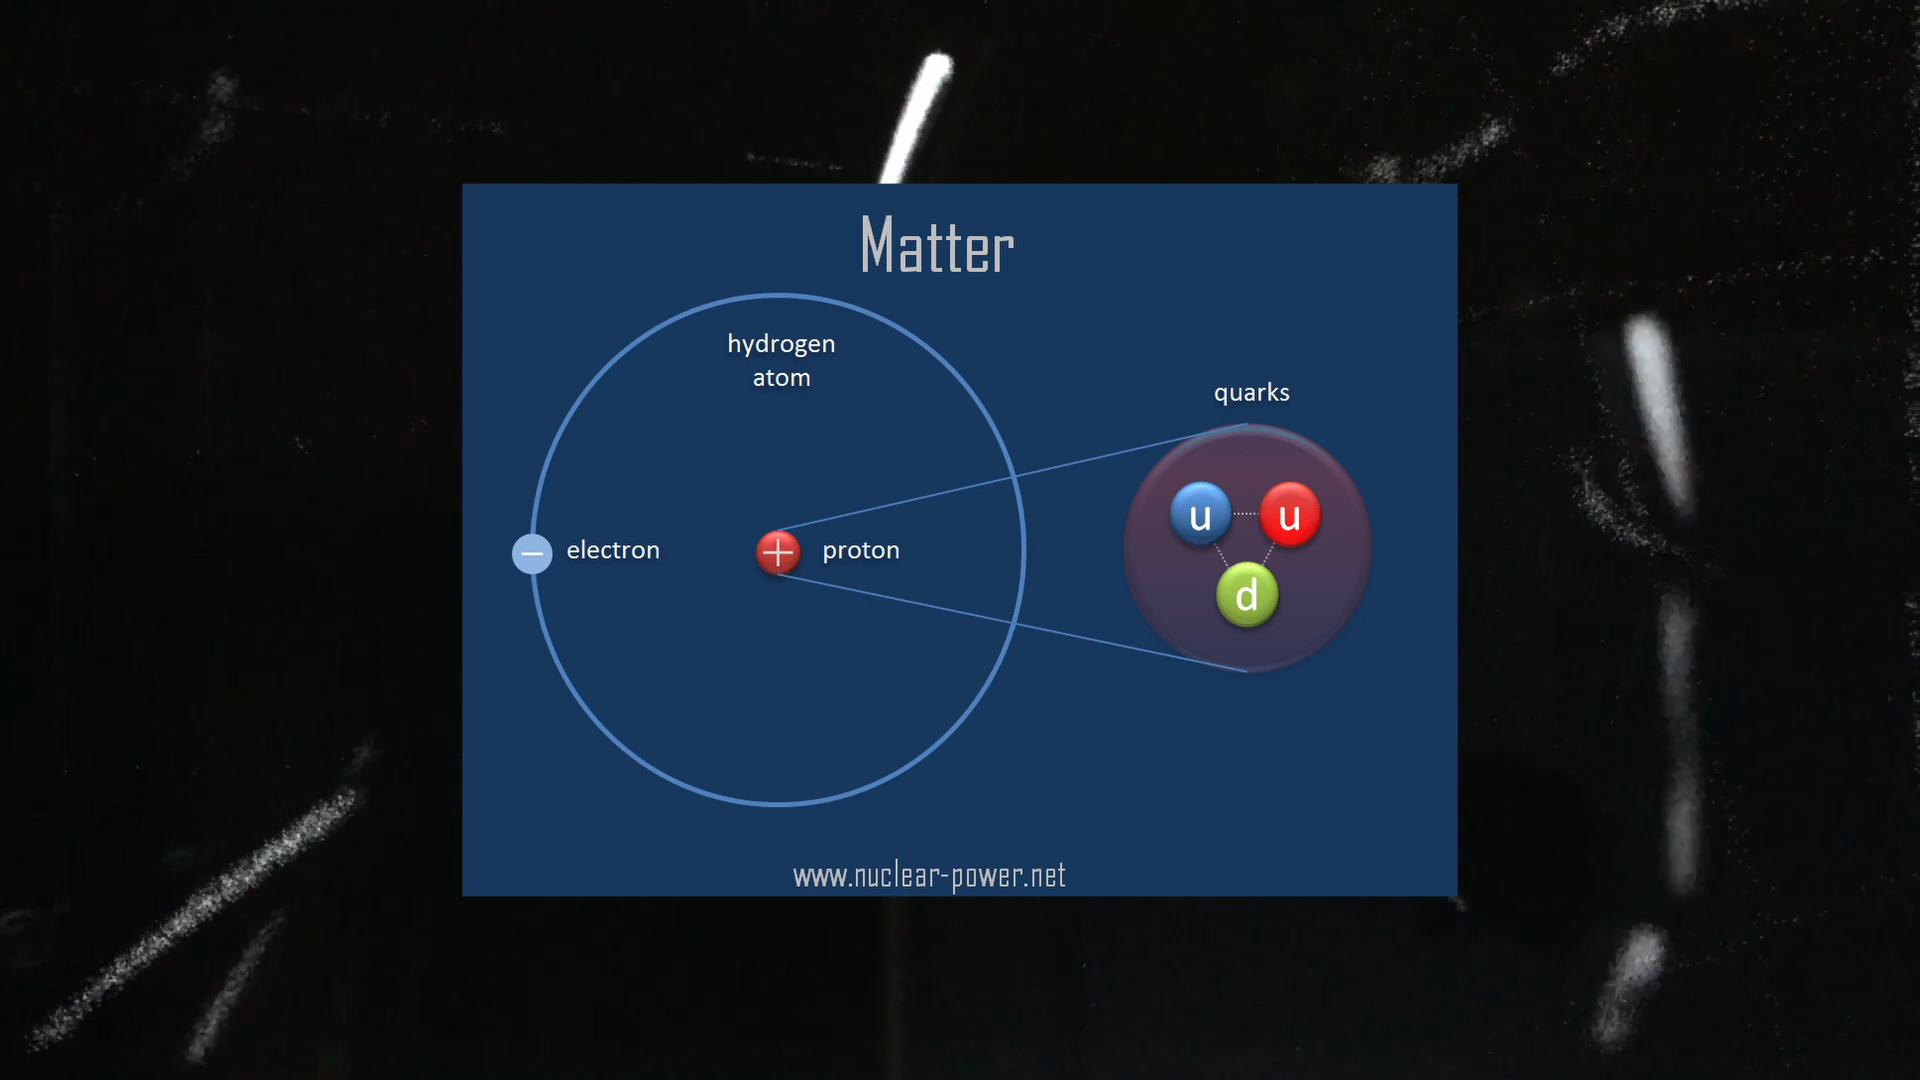 Matter
hydrogen
atom
quarks
u u
d
− electron
+ proton
www.nuclear-power.net